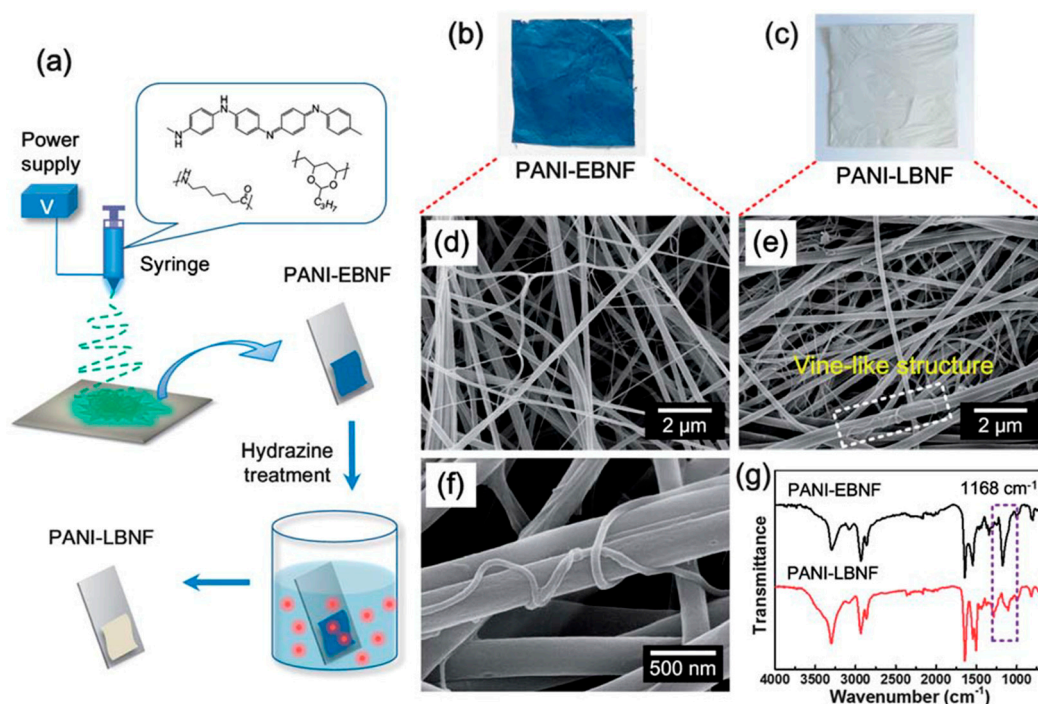 (a)
Power
supply
V
Syringe
H
N
N
H
N
N
N
H
N
O
C
O
O
C₃H₇
PANI-EBNF
Hydrazine
treatment
PANI-LBNF
(b)
PANI-EBNF
(c)
PANI-LBNF
(d)
2 μm
(e)
Vine-like structure
2 μm
(f)
500 nm
(g)
1168 cm⁻¹
PANI-EBNF
PANI-LBNF
Transmittance
4000 3500 3000 2500 2000 1500 1000
Wavenumber (cm⁻¹)